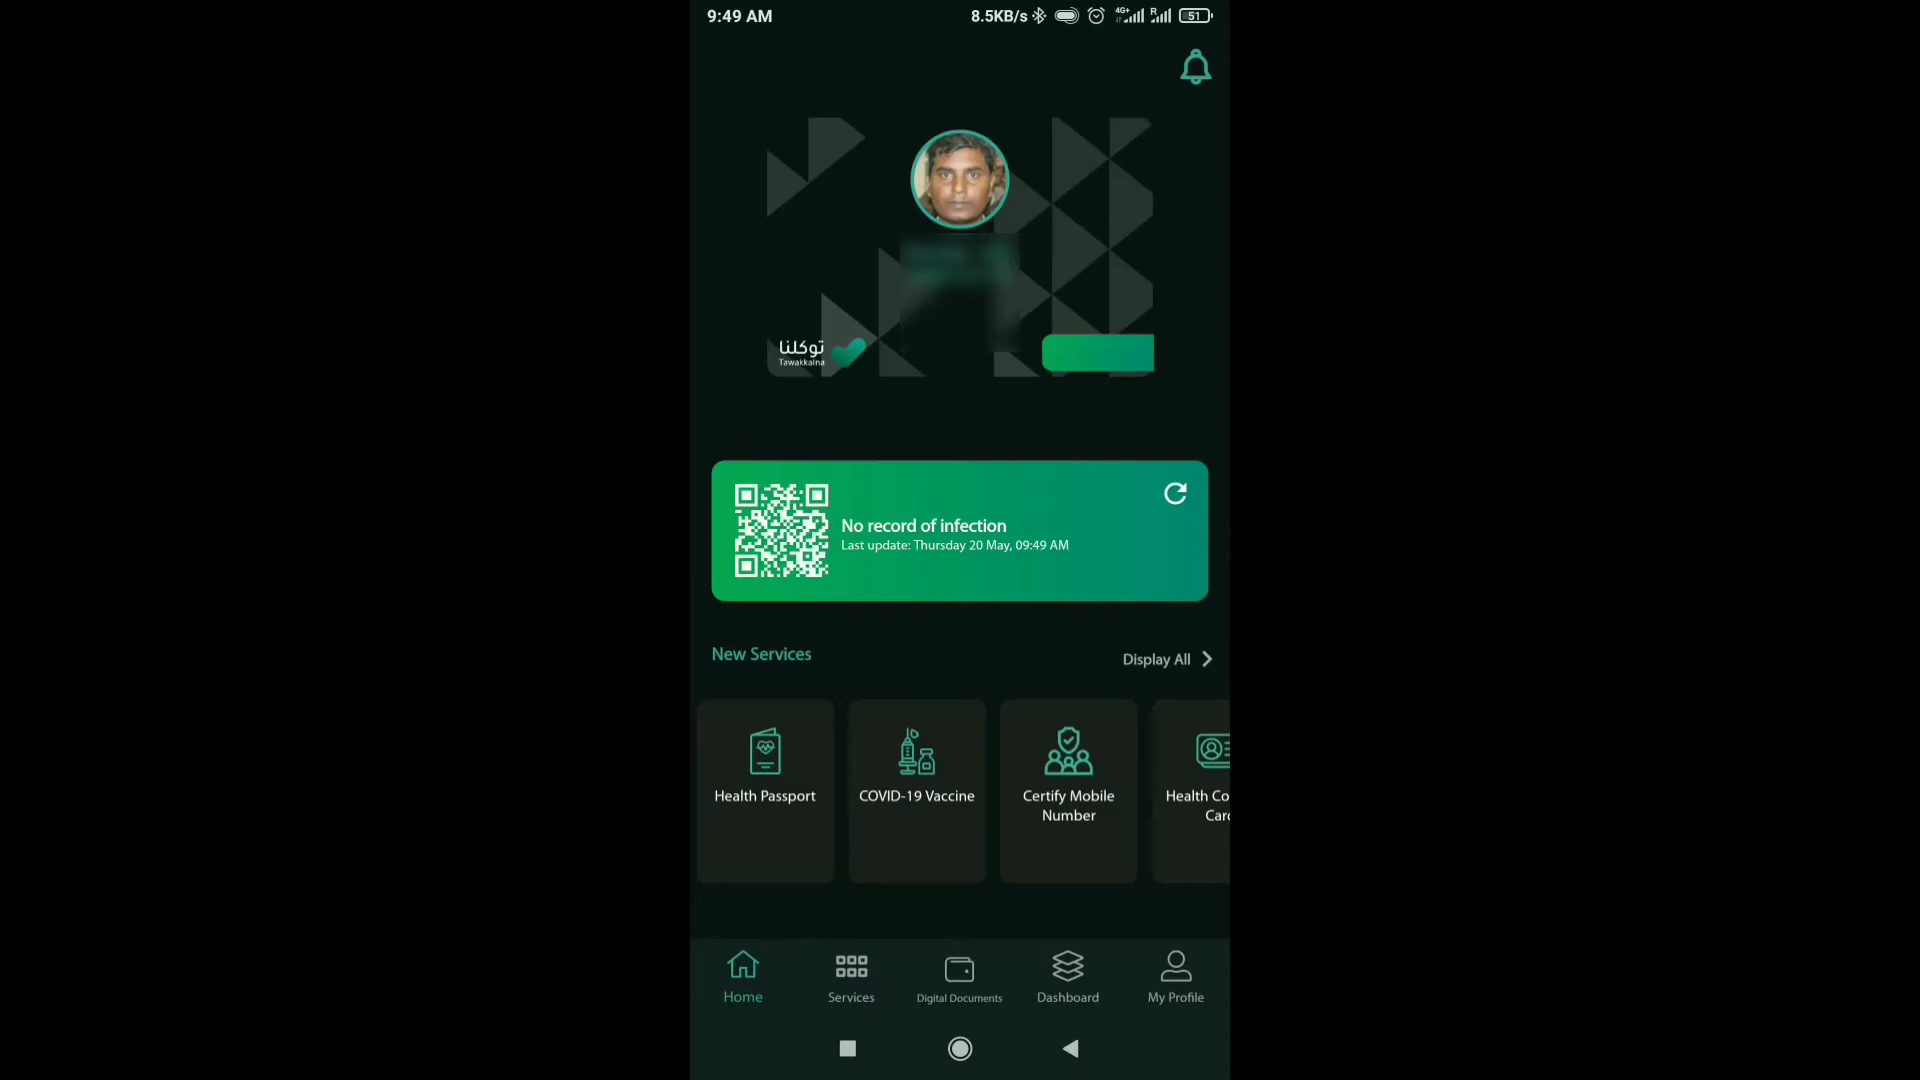 9:49 AM
8.5KB/s
4G+
R
51
توكلنا
Tawakkalna
No record of infection
Last update: Thursday 20 May, 09:49 AM
New Services
Display All
Health Passport
COVID-19 Vaccine
Certify Mobile
Number
Health Co
Car
Home
Services
Digital Documents
Dashboard
My Profile